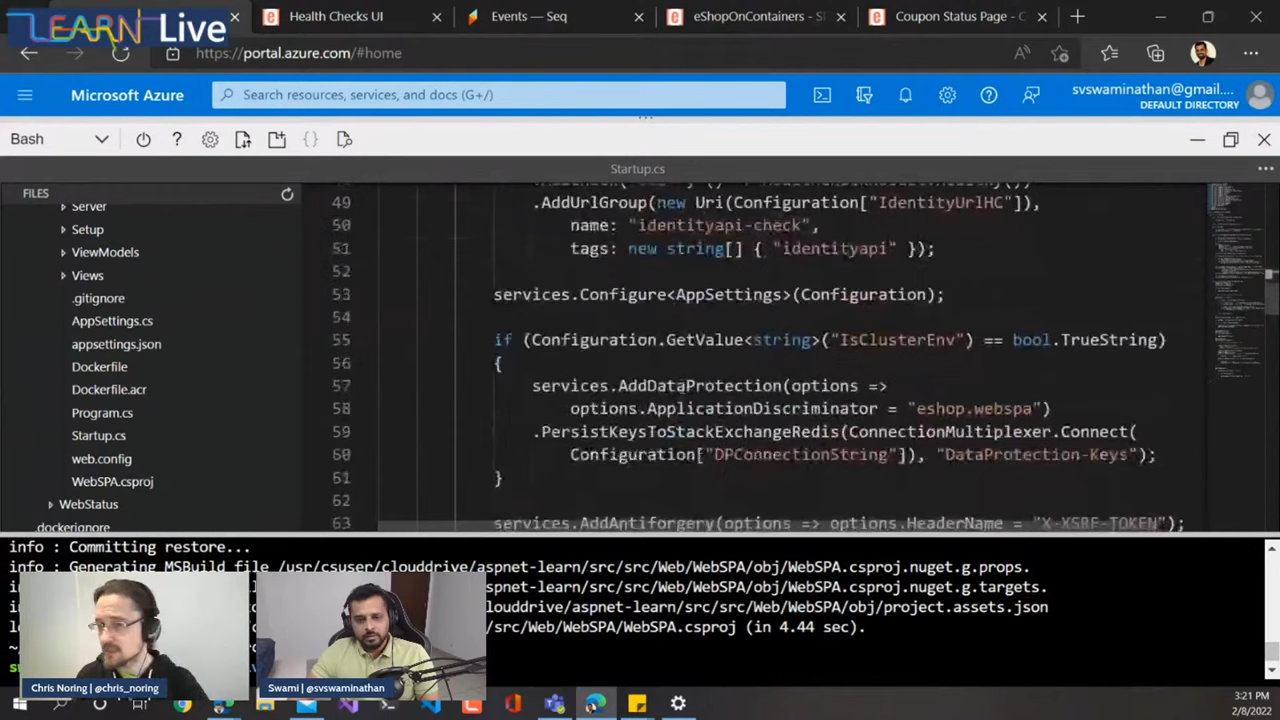 LEARN Live
Health Checks UI
Events — Seq
eShopOnContainers - S
Coupon Status Page - C
https://portal.azure.com/#home
Microsoft Azure
Search resources, services, and docs (G+/)
svswaminathan@gmail....
DEFAULT DIRECTORY
Bash
Startup.cs
FILES
Server
Setup
ViewModels
Views
.gitignore
AppSettings.cs
appsettings.json
Dockerfile
Dockerfile.acr
Program.cs
Startup.cs
web.config
WebSPA.csproj
WebStatus
.dockerignore
49 .AddUrlGroup(new Uri(Configuration["IdentityUrlHC"]),
50 name: "identityapi-check",
51 tags: new string[] { "identityapi" });
52
53 services.Configure<AppSettings>(Configuration);
54
55 if (Configuration.GetValue<string>("IsClusterEnv") == bool.TrueString)
56 {
57 services.AddDataProtection(options =>
58 options.ApplicationDiscriminator = "eshop.webspa")
59 .PersistKeysToStackExchangeRedis(ConnectionMultiplexer.Connect(
60 Configuration["DPConnectionString"]), "DataProtection-Keys");
61 }
62
63 services.AddAntiforgery(options => options.HeaderName = "X-XSRF-TOKEN");
info : Committing restore...
info : Generating MSBuild file /usr/csuser/clouddrive/aspnet-learn/src/src/Web/WebSPA/obj/WebSPA.csproj.nuget.g.props.
clouddrive/aspnet-learn/src/src/Web/WebSPA/obj/WebSPA.csproj.nuget.g.targets.
clouddrive/aspnet-learn/src/src/Web/WebSPA/obj/project.assets.json
/src/Web/WebSPA/WebSPA.csproj (in 4.44 sec).
Chris Noring | @chris_noring
Swami | @svswaminathan
3:21 PM
2/8/2022